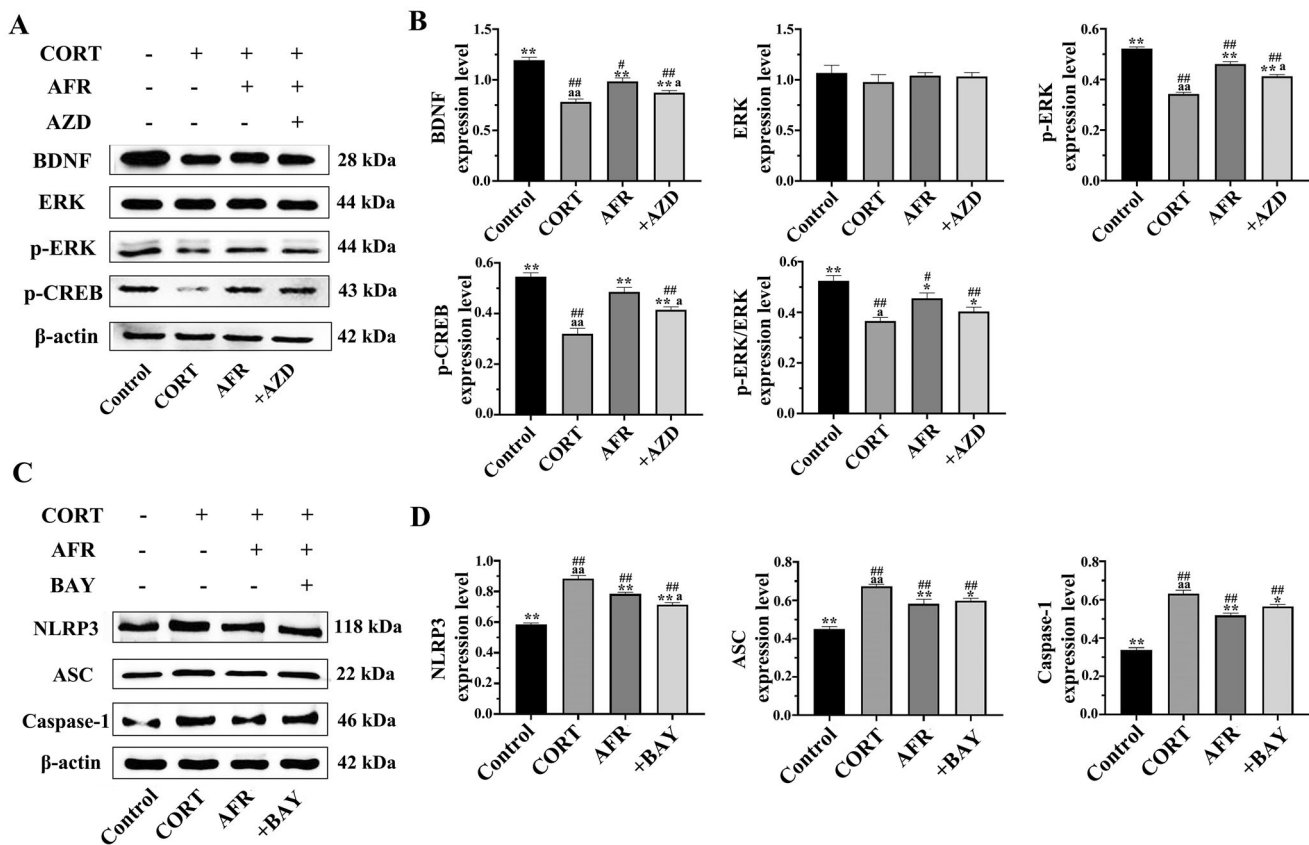 A
CORT - + + +
AFR - - + +
AZD - - - +
BDNF 28 kDa
ERK 44 kDa
p-ERK 44 kDa
p-CREB 43 kDa
β-actin 42 kDa
Control CORT AFR +AZD
B
BDNF
expression level
1.5
1.0
0.5
0.0
**
##
aa
#
**
##
** a
Control CORT AFR +AZD
ERK
expression level
1.5
1.0
0.5
0.0
Control CORT AFR +AZD
p-ERK
expression level
0.6
0.4
0.2
0.0
**
##
aa
##
**
##
** a
Control CORT AFR +AZD
p-CREB
expression level
0.6
0.4
0.2
0.0
**
##
aa
**
##
** a
Control CORT AFR +AZD
p-ERK/ERK
expression level
0.6
0.4
0.2
0.0
**
##
a
#
*
##
*
Control CORT AFR +AZD
C
CORT - + + +
AFR - - + +
BAY - - - +
NLRP3 118 kDa
ASC 22 kDa
Caspase-1 46 kDa
β-actin 42 kDa
Control CORT AFR +BAY
D
NLRP3
expression level
1.0
0.8
0.6
0.4
0.2
0.0
**
##
aa
##
**
##
** a
Control CORT AFR +BAY
ASC
expression level
0.8
0.6
0.4
0.2
0.0
**
##
aa
##
**
##
*
Control CORT AFR +BAY
Caspase-1
expression level
0.8
0.6
0.4
0.2
0.0
**
##
aa
##
**
##
*
Control CORT AFR +BAY